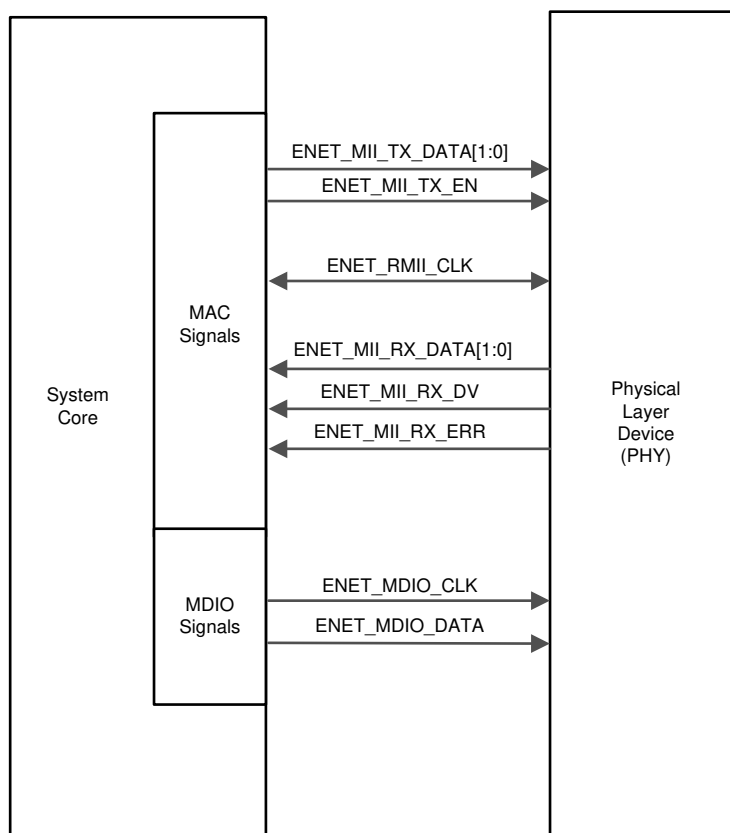 ENET_MII_TX_DATA[1:0]
ENET_MII_TX_EN
ENET_RMII_CLK
MAC
Signals
ENET_MII_RX_DATA[1:0]
ENET_MII_RX_DV
ENET_MII_RX_ERR
System
Core
Physical
Layer
Device
(PHY)
ENET_MDIO_CLK
MDIO
Signals
ENET_MDIO_DATA